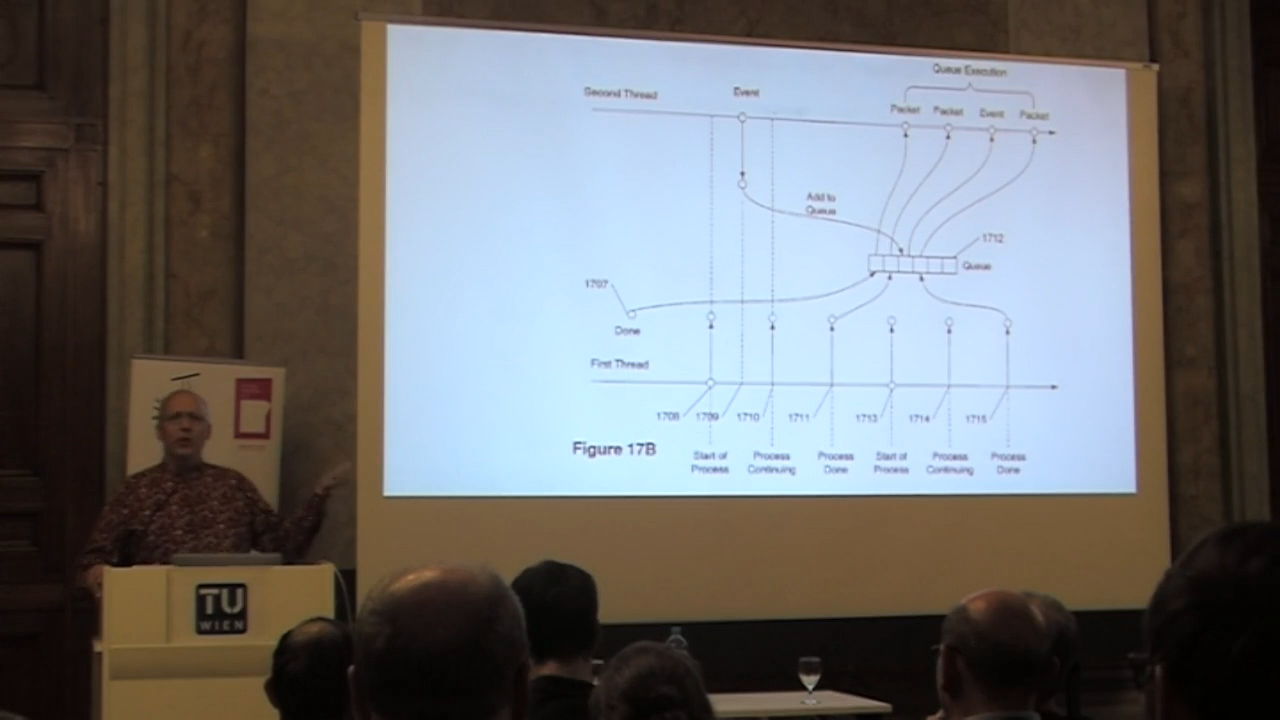 Queue Execution
Second Thread
Event
Packet
Packet
Event
Packet
Add to
Queue
1712
Queue
1707
Done
First Thread
1708
1709
1710
1711
1713
1714
1715
Figure 17B
Start of
Process
Process
Continuing
Process
Done
Start of
Process
Process
Continuing
Process
Done
TU
WIEN